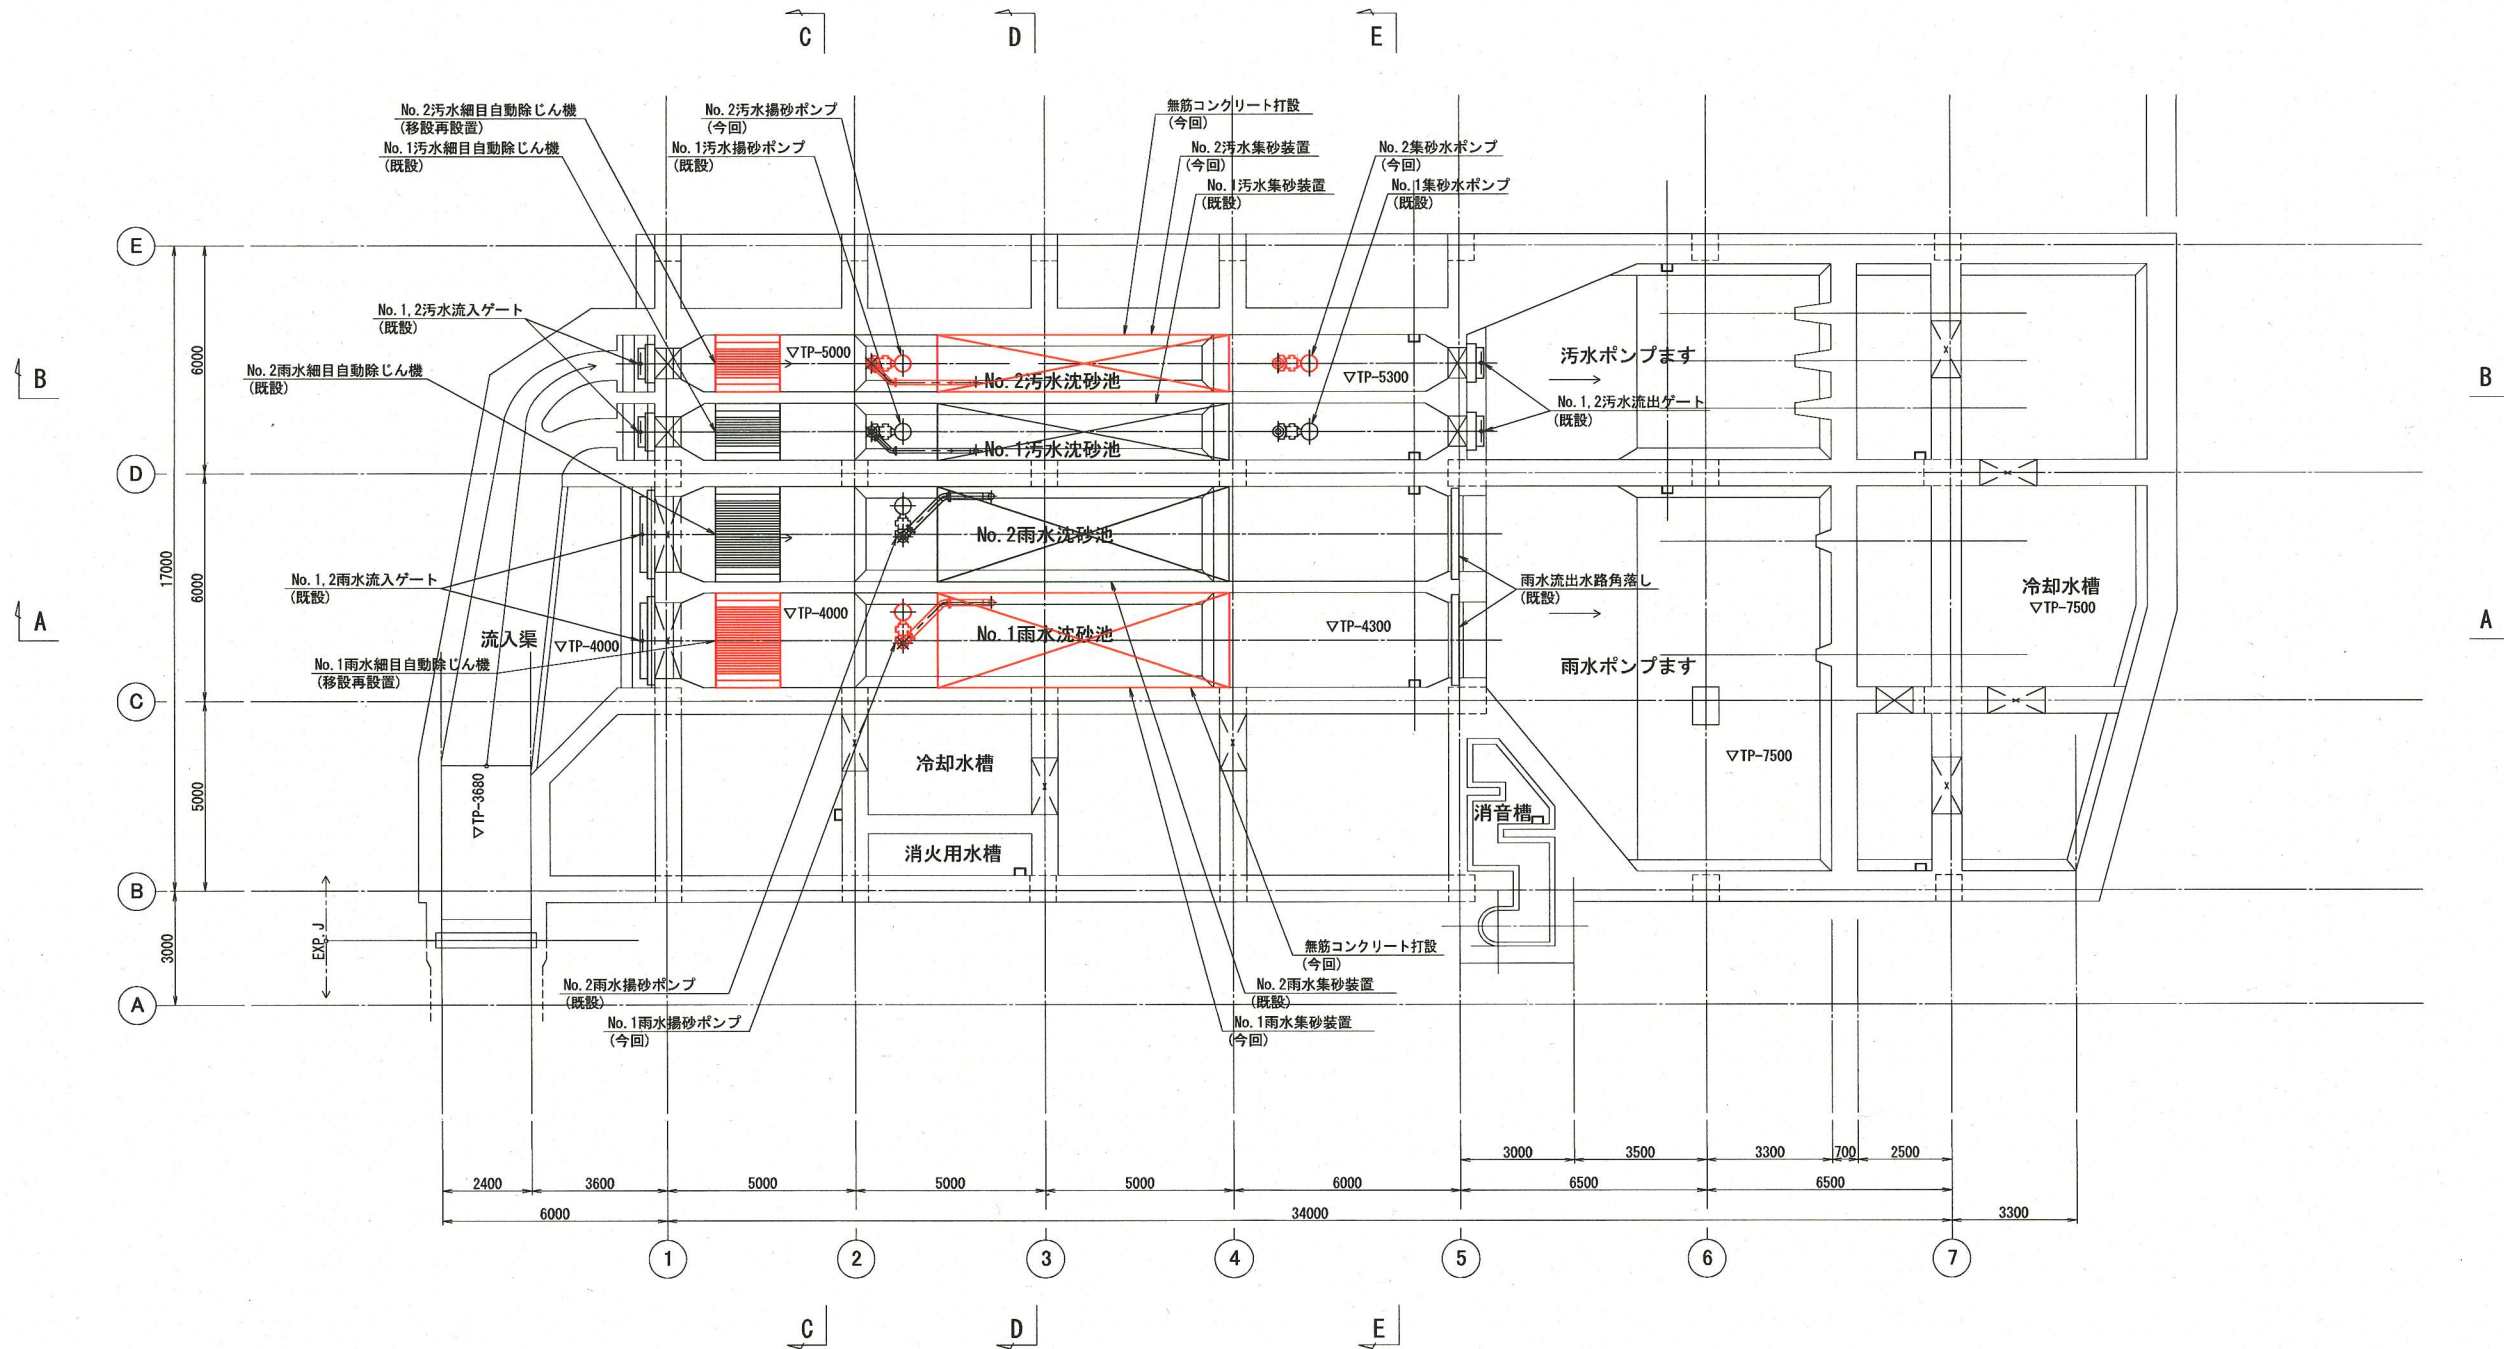 C
D
E
No.2汚水細目自動除じん機
(移設再設置)
No.2汚水揚砂ポンプ
(今回)
無筋コンクリート打設
(今回)
No.1汚水細目自動除じん機
(既設)
No.1汚水揚砂ポンプ
(既設)
No.2汚水集砂装置
(今回)
No.2集砂水ポンプ
(今回)
No.1汚水集砂装置
(既設)
No.1集砂水ポンプ
(既設)
E
No.1,2汚水流入ゲート
(既設)
B
6000
No.2雨水細目自動除じん機
(既設)
▽TP-5000
No.2汚水沈砂池
▽TP-5300
汚水ポンプます
B
No.1,2汚水流出ゲート
(既設)
No.1汚水沈砂池
D
No.2雨水沈砂池
17000
6000
No.1,2雨水流入ゲート
(既設)
雨水流出水路角落し
(既設)
冷却水槽
▽TP-7500
A
流入渠
▽TP-4000
▽TP-4000
No.1雨水沈砂池
▽TP-4300
A
No.1雨水細目自動除じん機
(移設再設置)
雨水ポンプます
C
冷却水槽
▽TP-7500
5000
▽TP-3680
消音槽
消火用水槽
B
3000
EXP.J
無筋コンクリート打設
(今回)
No.2雨水揚砂ポンプ
(既設)
No.2雨水集砂装置
(既設)
A
No.1雨水揚砂ポンプ
(今回)
No.1雨水集砂装置
(今回)
3000
3500
3300
700
2500
2400
3600
5000
5000
5000
6000
6500
6500
6000
34000
3300
1
2
3
4
5
6
7
C
D
E